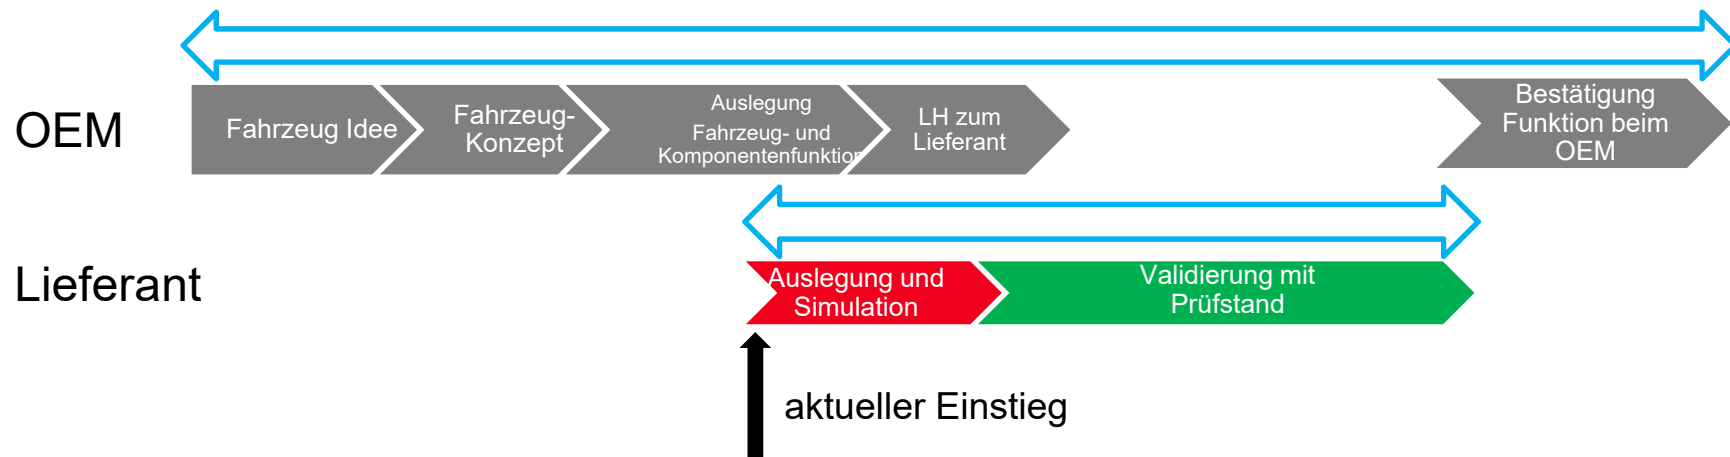 OEM
Fahrzeug Idee
Fahrzeug-
Konzept
Auslegung
Fahrzeug- und
Komponentenfunktion
LH zum
Lieferant
Bestätigung
Funktion beim
OEM
Lieferant
Auslegung und
Simulation
Validierung mit
Prüfstand
aktueller Einstieg